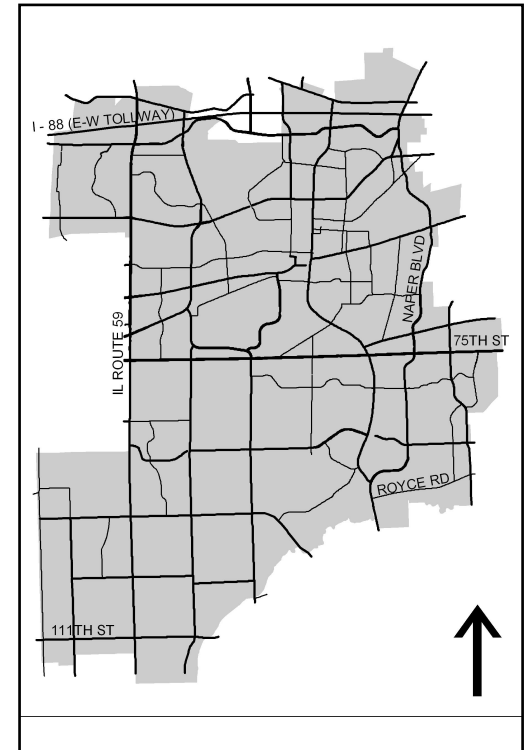 I - 88 (E-W TOLLWAY)
NAPER BLVD
IL ROUTE 59
75TH ST
ROYCE RD
111TH ST